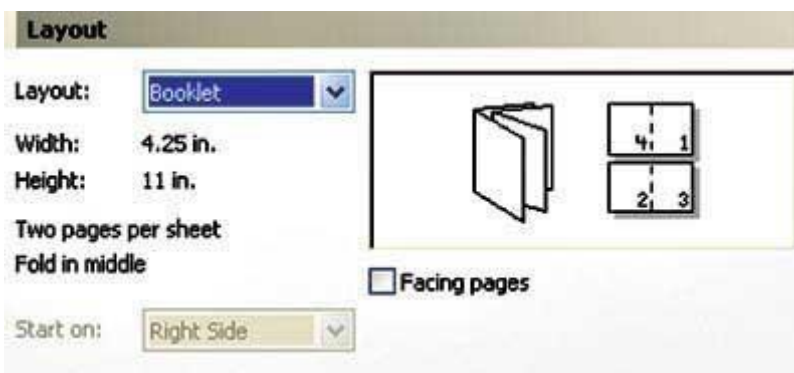 Layout
Layout: Booklet
Width: 4.25 in.
Height: 11 in.
Two pages per sheet
Fold in middle
4 1
2 3
Facing pages
Start on: Right Side